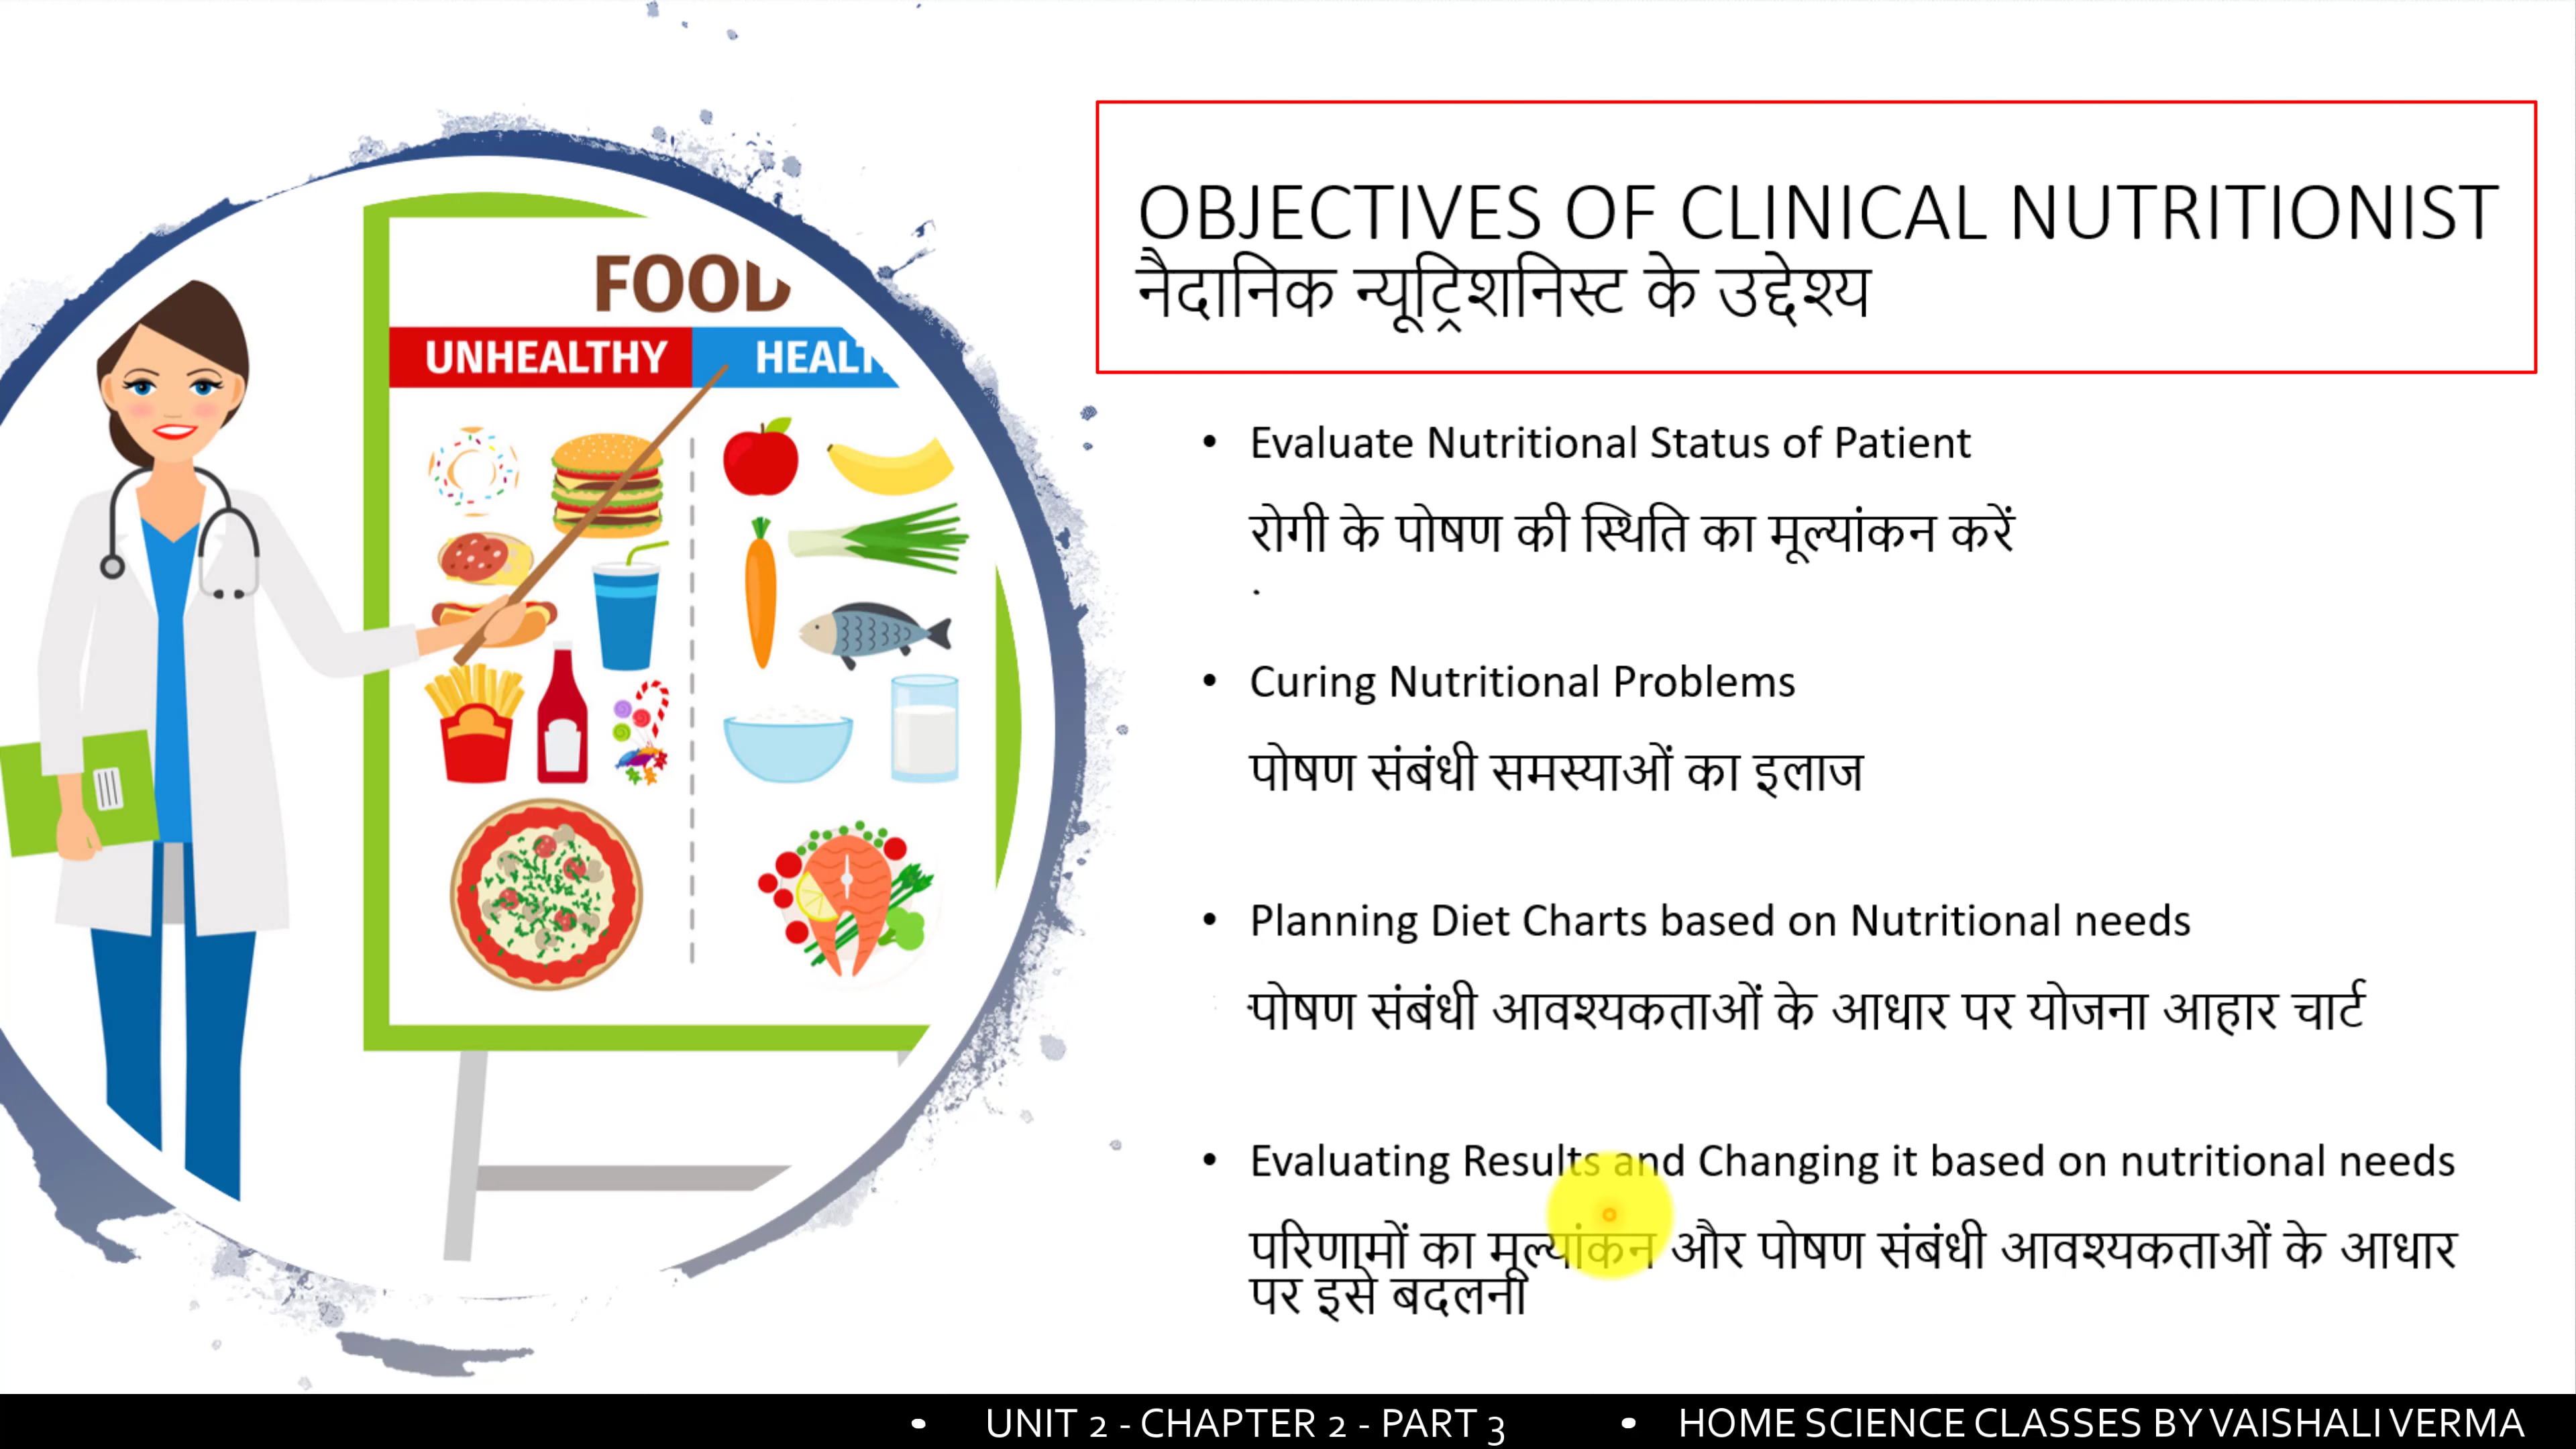 FOOD
UNHEALTHY
HEALT
OBJECTIVES OF CLINICAL NUTRITIONIST
नैदानिक न्यूट्रिशनिस्ट के उद्देश्य
• Evaluate Nutritional Status of Patient
रोगी के पोषण की स्थिति का मूल्यांकन करें
.
• Curing Nutritional Problems
पोषण संबंधी समस्याओं का इलाज
• Planning Diet Charts based on Nutritional needs
पोषण संबंधी आवश्यकताओं के आधार पर योजना आहार चार्ट
• Evaluating Results and Changing it based on nutritional needs
परिणामों का मूल्यांकन और पोषण संबंधी आवश्यकताओं के आधार
पर इसे बदलना
• UNIT 2 - CHAPTER 2 - PART 3 • HOME SCIENCE CLASSES BY VAISHALI VERMA